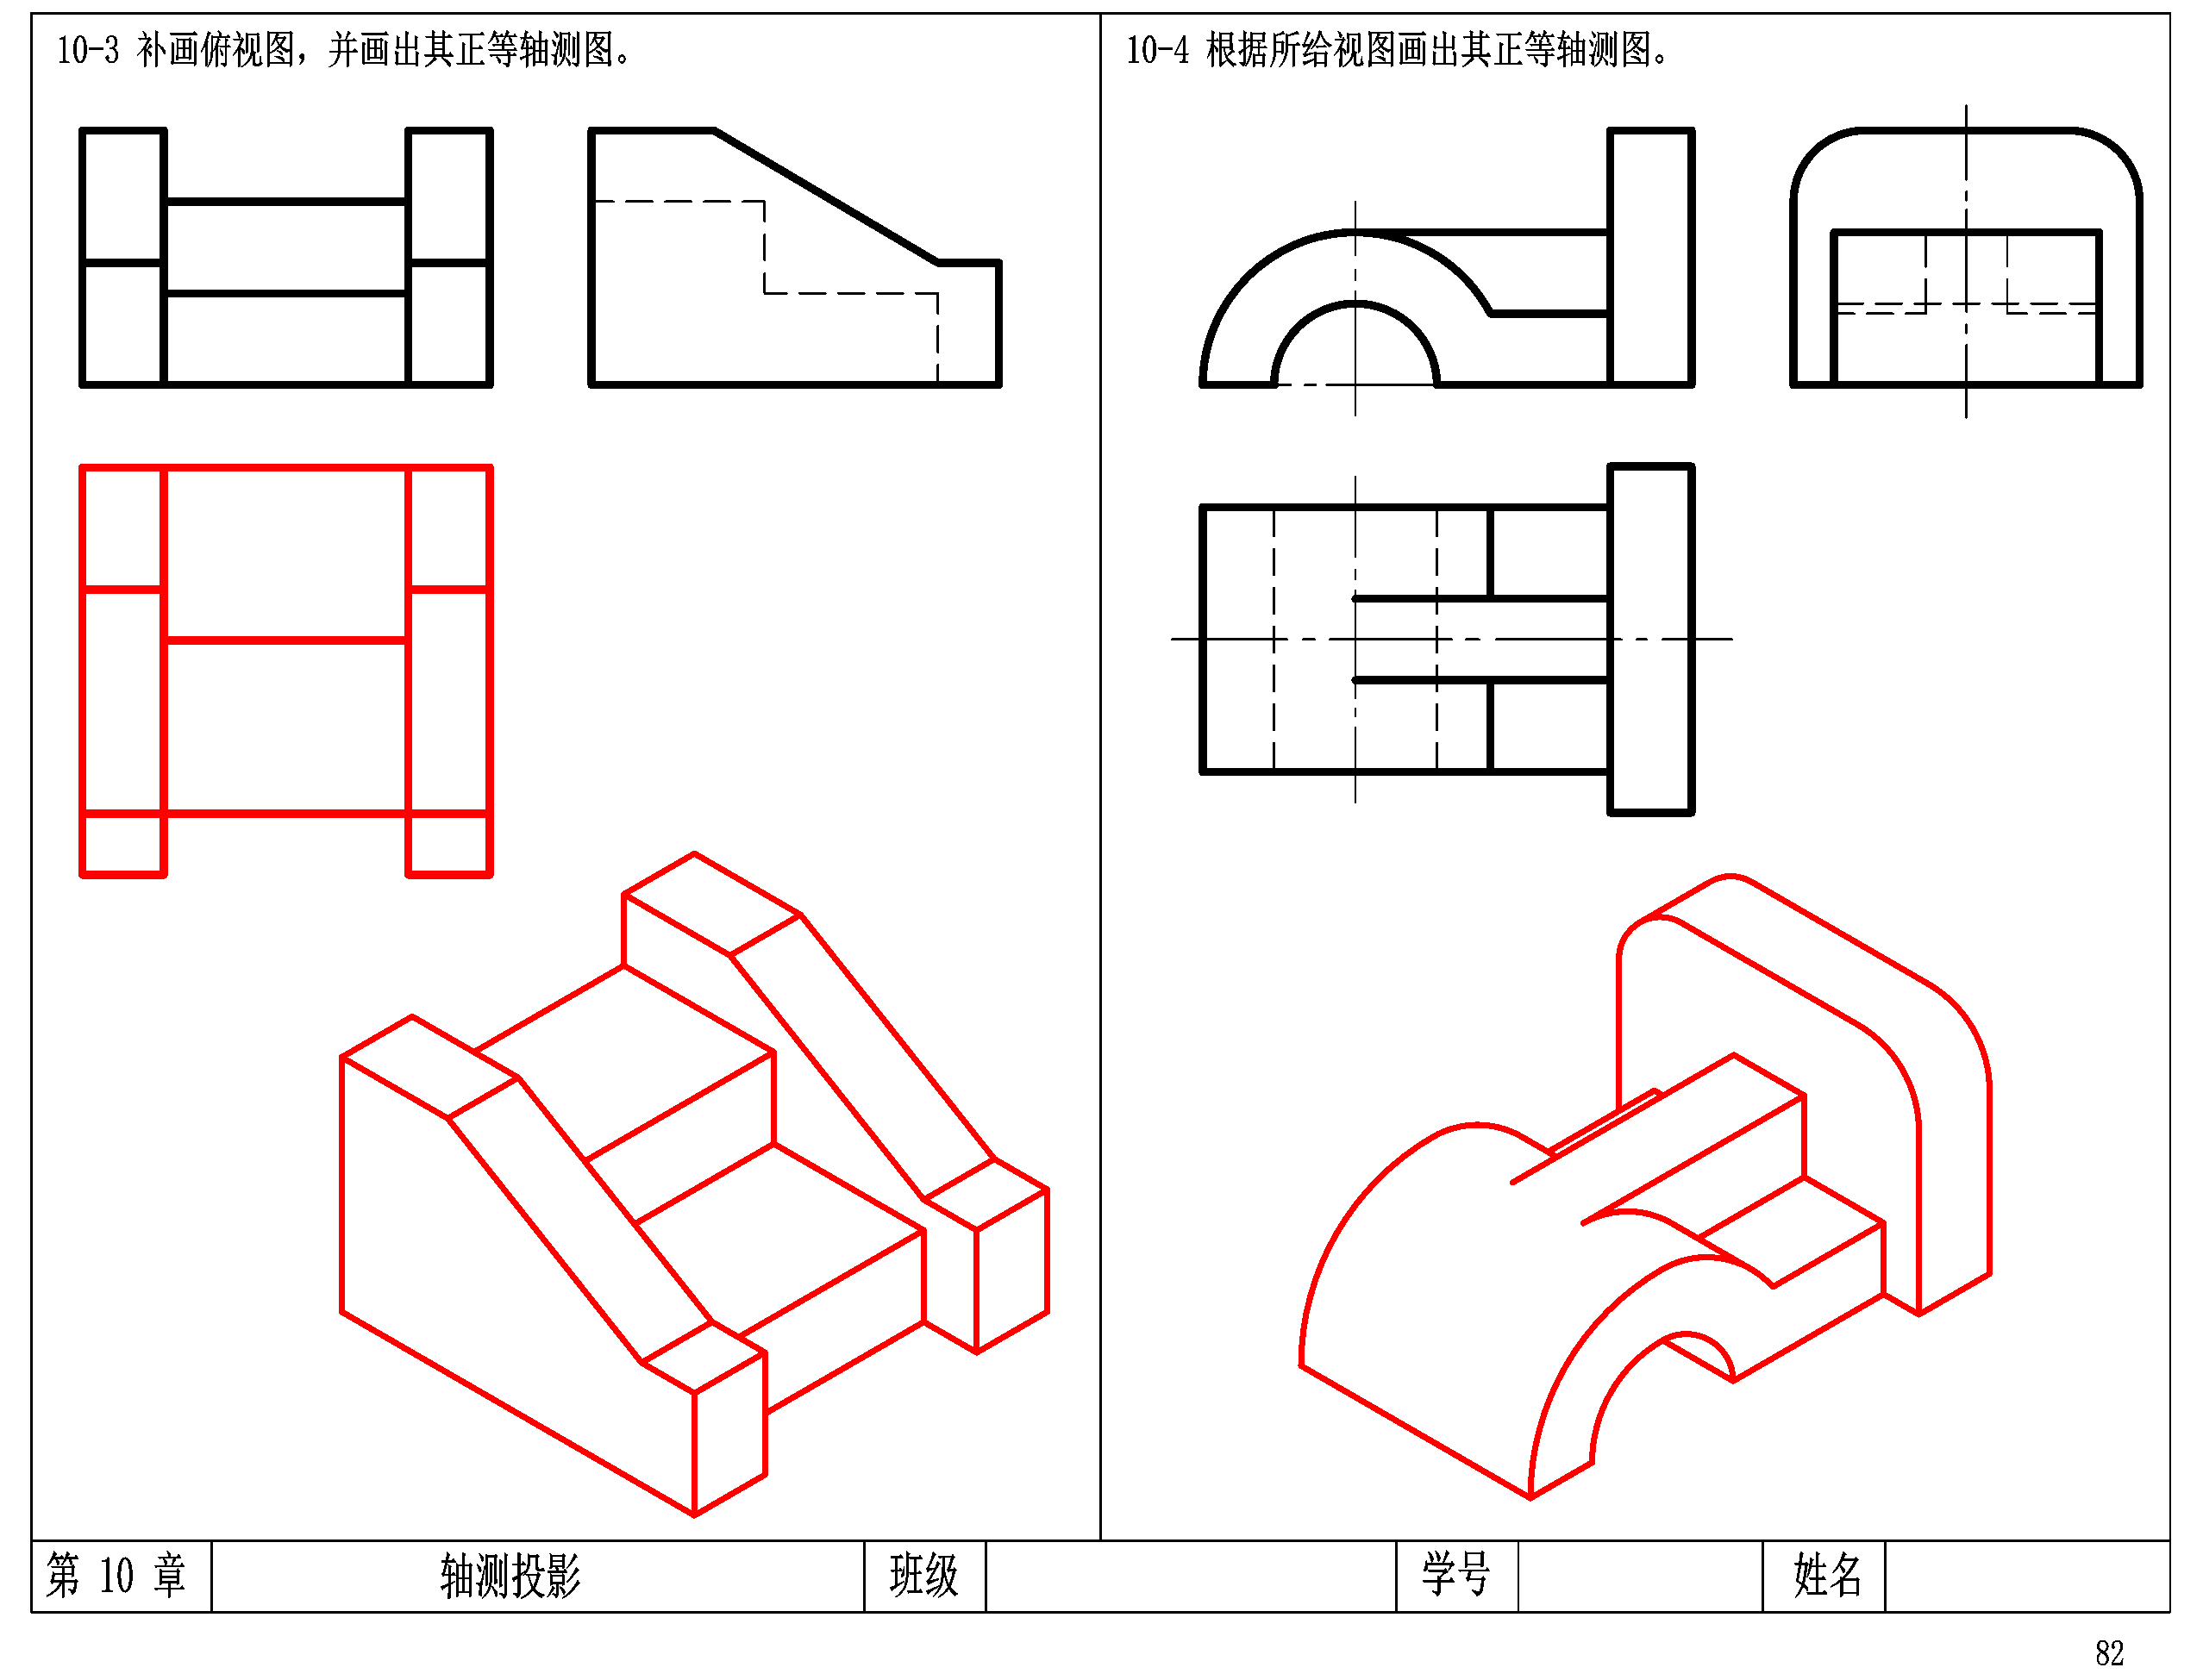 10-3 补画俯视图，并画出其正等轴测图。
10-4 根据所给视图画出其正等轴测图。
第 10 章 轴测投影 班级 学号 姓名
82